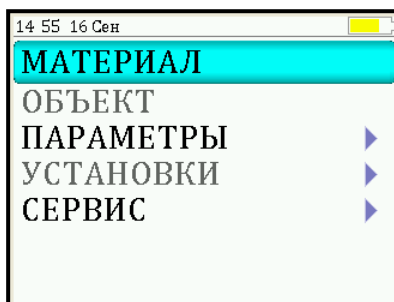 14 55 16 Сен
МАТЕРИАЛ
ОБЪЕКТ
ПАРАМЕТРЫ
УСТАНОВКИ
СЕРВИС